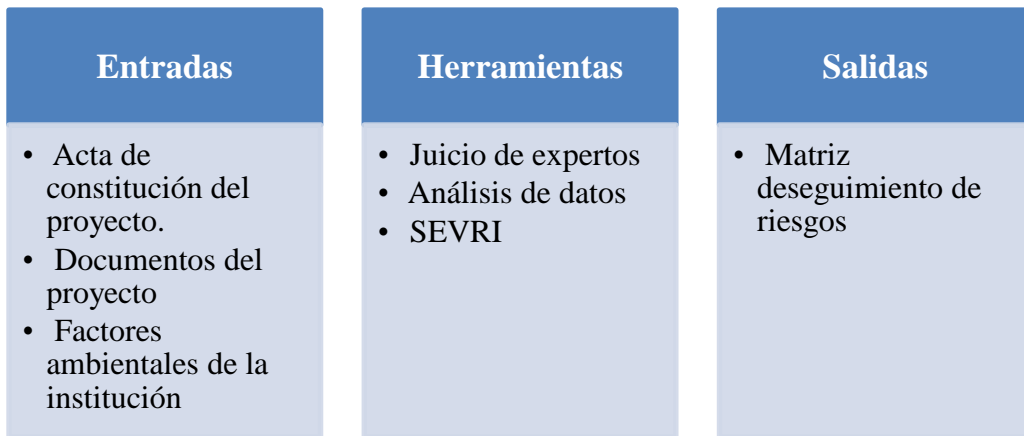 Entradas
• Acta de
constitución del
proyecto.
• Documentos del
proyecto
• Factores
ambientales de la
institución
Herramientas
• Juicio de expertos
• Análisis de datos
• SEVRI
Salidas
• Matriz
deseguimiento de
riesgos